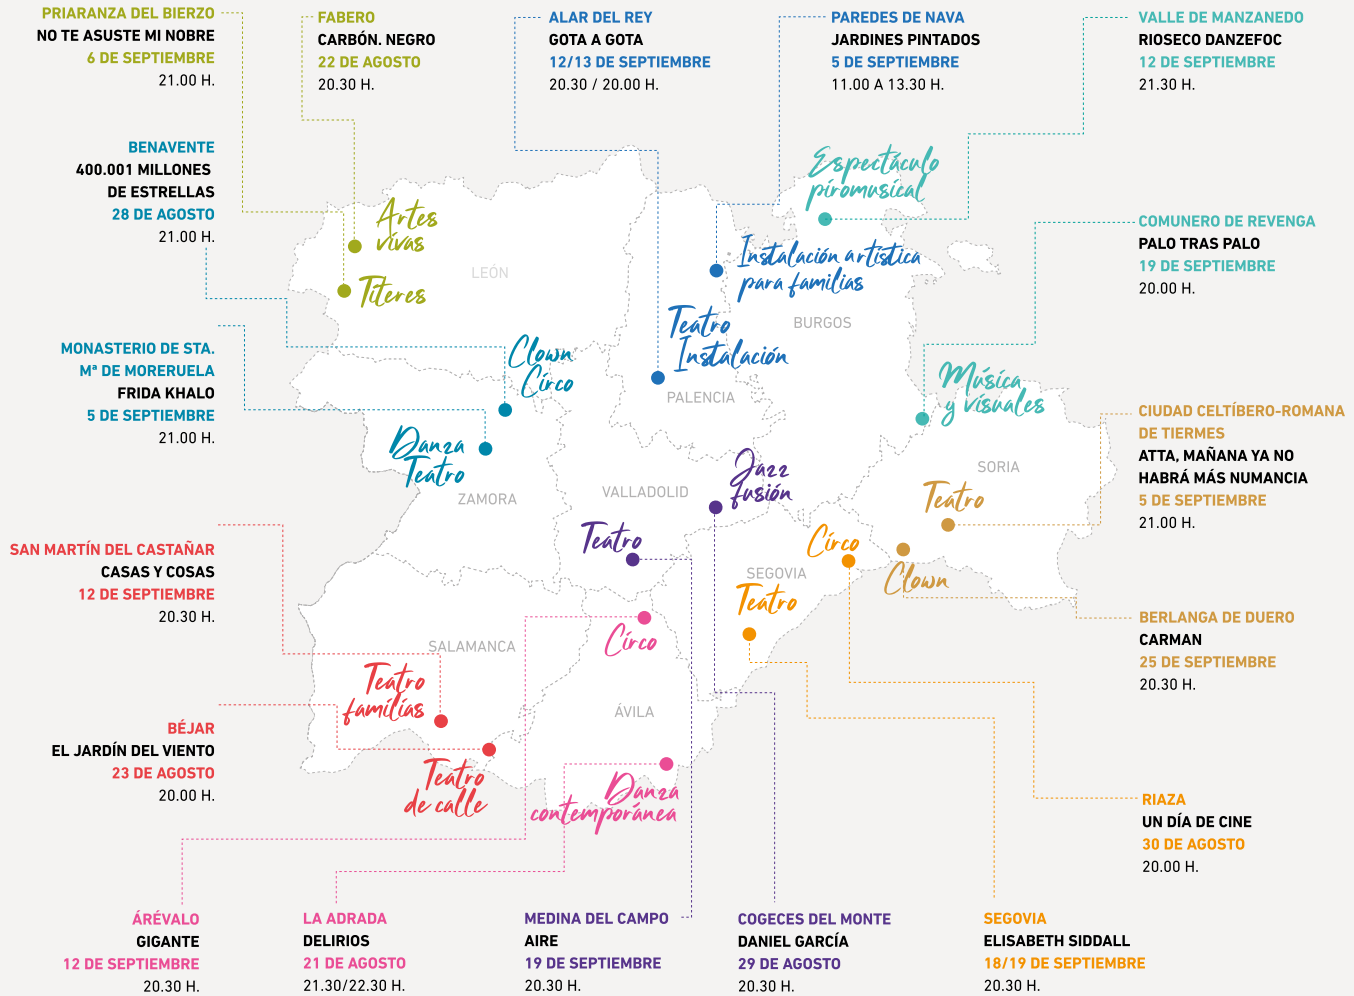 PRIARANZA DEL BIERZO
NO TE ASUSTE MI NOBRE
6 DE SEPTIEMBRE
21.00 H.
FABERO
CARBÓN. NEGRO
22 DE AGOSTO
20.30 H.
ALAR DEL REY
GOTA A GOTA
12/13 DE SEPTIEMBRE
20.30 / 20.00 H.
PAREDES DE NAVA
JARDINES PINTADOS
5 DE SEPTIEMBRE
11.00 A 13.30 H.
VALLE DE MANZANEDO
RIOSECO DANZEFOC
12 DE SEPTIEMBRE
21.30 H.
BENAVENTE
400.001 MILLONES
DE ESTRELLAS
28 DE AGOSTO
21.00 H.
Espectáculo
piromusical
Artes
vivas
LEÓN
Títeres
Instalación artística
para familias
BURGOS
COMUNERO DE REVENGA
PALO TRAS PALO
19 DE SEPTIEMBRE
20.00 H.
Teatro
Instalación
PALENCIA
MONASTERIO DE STA.
Mª DE MORERUELA
FRIDA KHALO
5 DE SEPTIEMBRE
21.00 H.
Clown
Circo
Danza
Teatro
ZAMORA
Música
y visuales
CIUDAD CELTÍBERO-ROMANA
DE TIERMES
ATTA, MAÑANA YA NO
HABRÁ MÁS NUMANCIA
5 DE SEPTIEMBRE
21.00 H.
Jazz
fusión
VALLADOLID
SORIA
Teatro
Teatro
Circo
SEGOVIA
Clown
Teatro
SAN MARTÍN DEL CASTAÑAR
CASAS Y COSAS
12 DE SEPTIEMBRE
20.30 H.
BERLANGA DE DUERO
CARMAN
25 DE SEPTIEMBRE
20.30 H.
Circo
SALAMANCA
Teatro
familias
ÁVILA
BÉJAR
EL JARDÍN DEL VIENTO
23 DE AGOSTO
20.00 H.
Teatro
de calle
Danza
contemporánea
RIAZA
UN DÍA DE CINE
30 DE AGOSTO
20.00 H.
ÁRÉVALO
GIGANTE
12 DE SEPTIEMBRE
20.30 H.
LA ADRADA
DELIRIOS
21 DE AGOSTO
21.30/22.30 H.
MEDINA DEL CAMPO
AIRE
19 DE SEPTIEMBRE
20.30 H.
COGECES DEL MONTE
DANIEL GARCÍA
29 DE AGOSTO
20.30 H.
SEGOVIA
ELISABETH SIDDALL
18/19 DE SEPTIEMBRE
20.30 H.